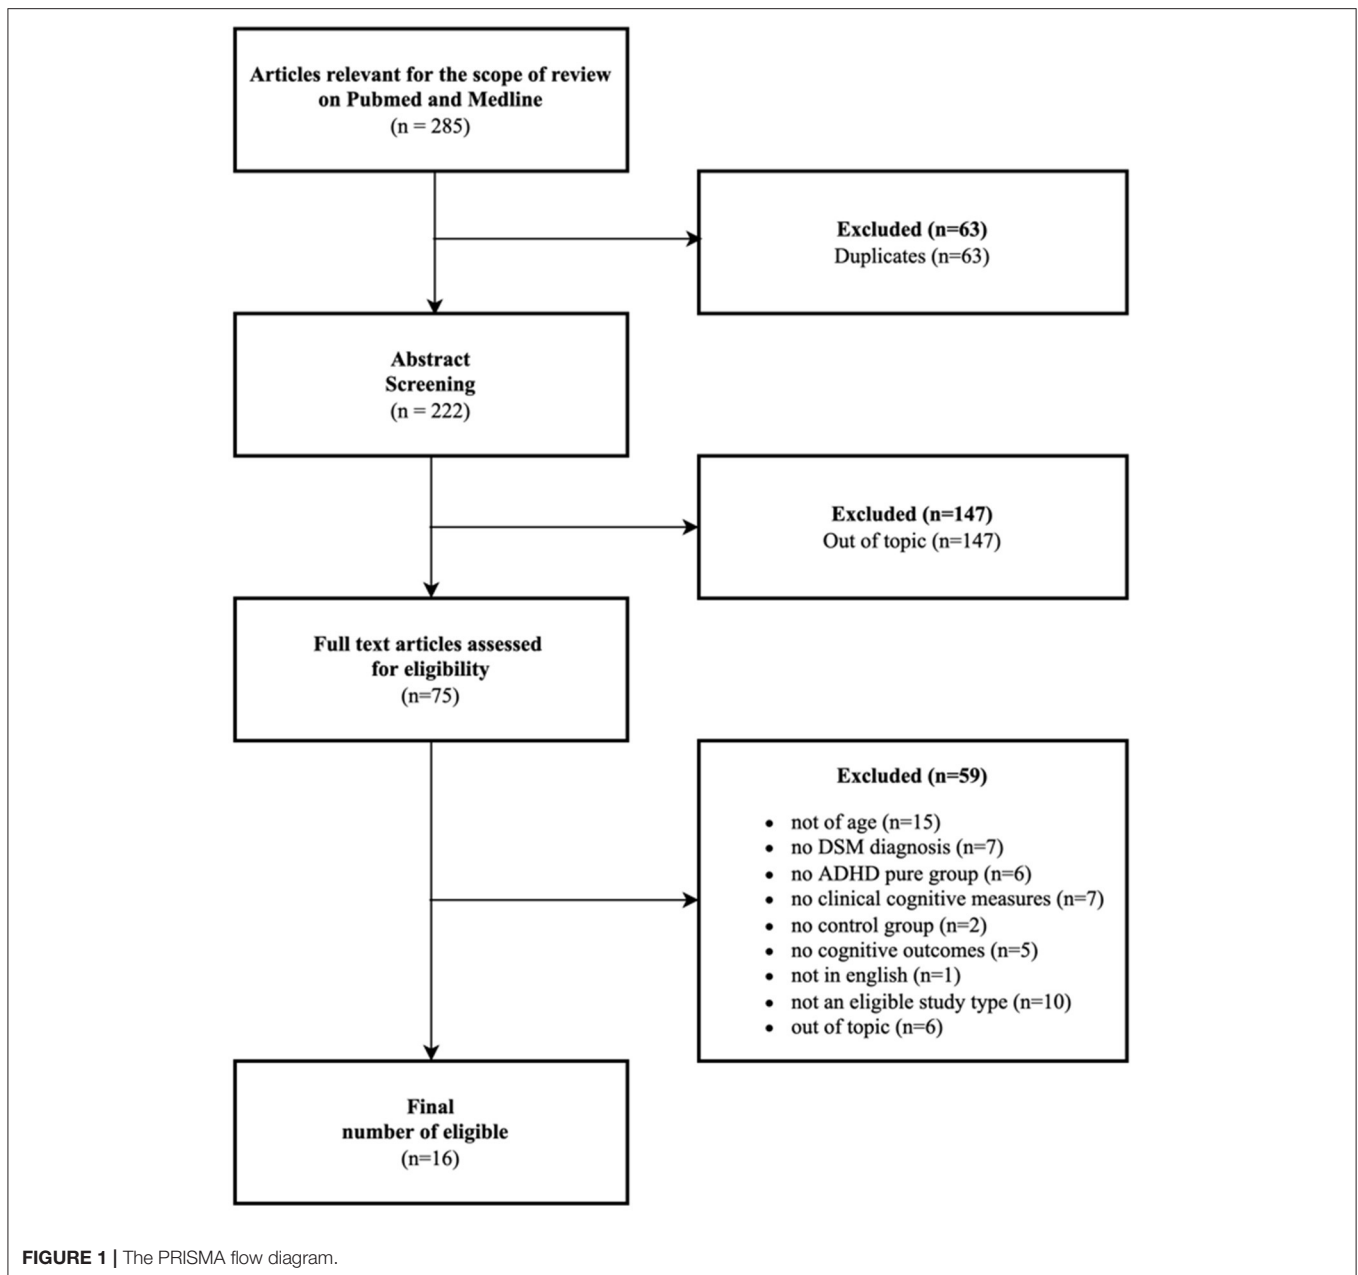 Articles relevant for the scope of review
on Pubmed and Medline
(n = 285)
Excluded (n=63)
Duplicates (n=63)
Abstract
Screening
(n = 222)
Excluded (n=147)
Out of topic (n=147)
Full text articles assessed
for eligibility
(n=75)
Excluded (n=59)
• not of age (n=15)
• no DSM diagnosis (n=7)
• no ADHD pure group (n=6)
• no clinical cognitive measures (n=7)
• no control group (n=2)
• no cognitive outcomes (n=5)
• not in english (n=1)
• not an eligible study type (n=10)
• out of topic (n=6)
Final
number of eligible
(n=16)
FIGURE 1 | The PRISMA flow diagram.